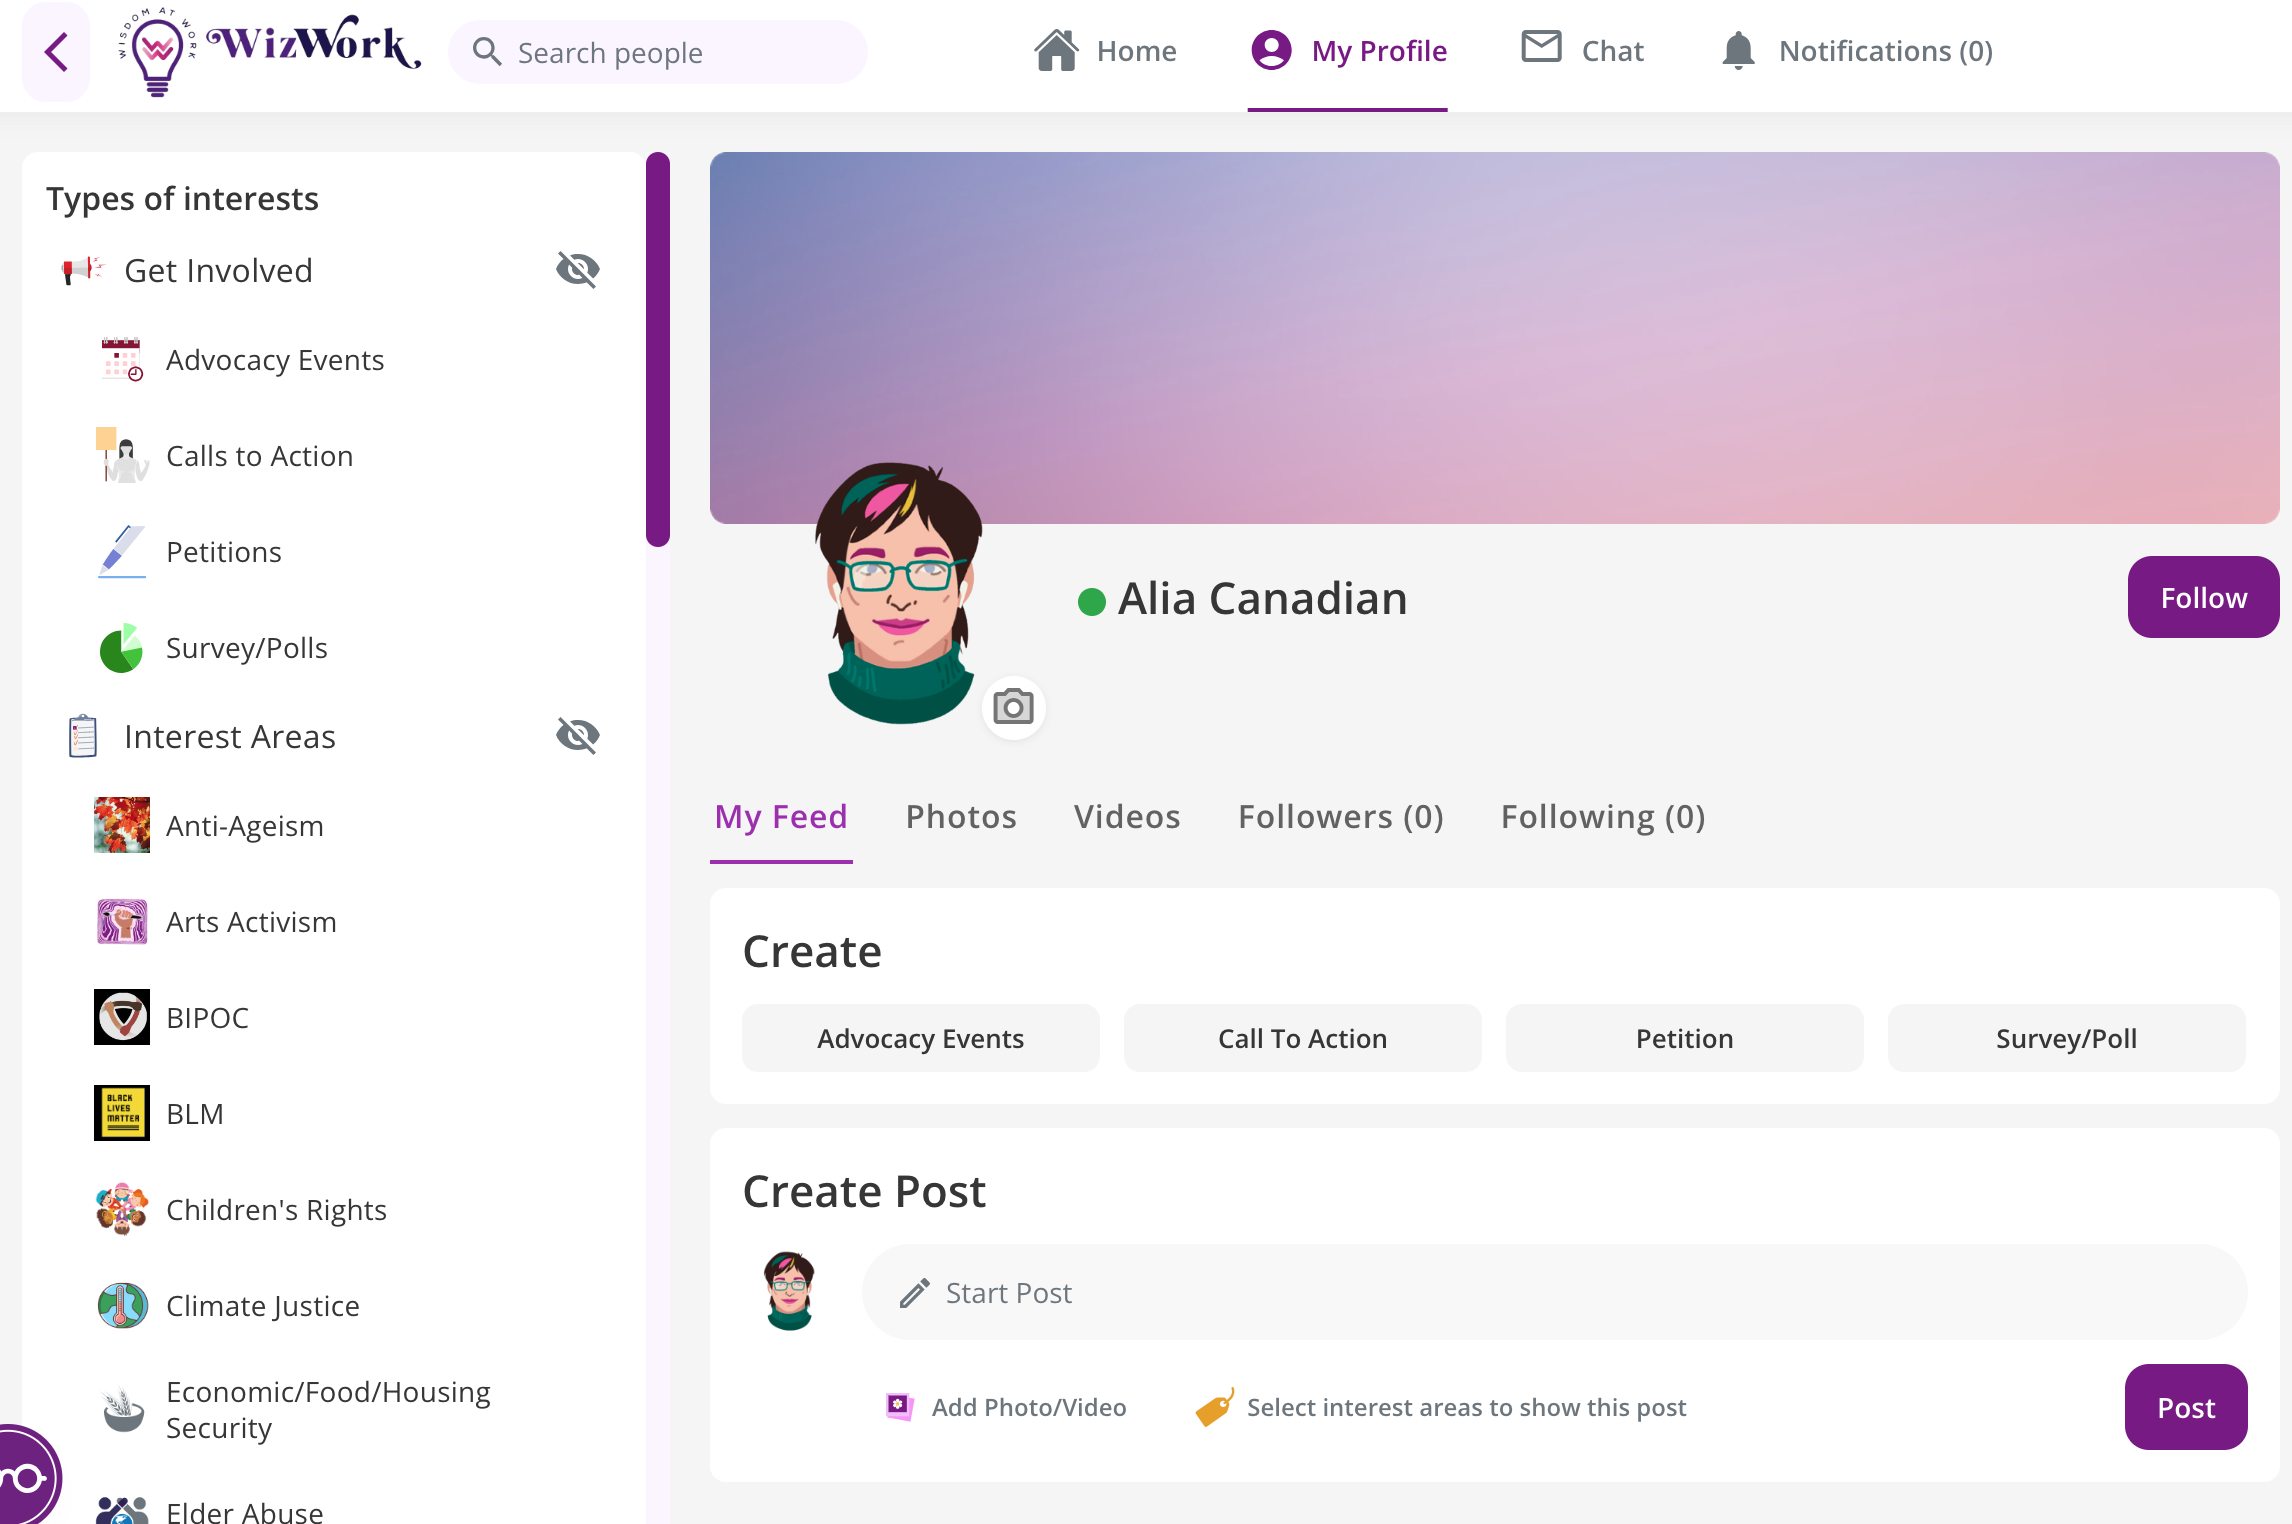 WISDOM AT WORK
WizWork
Search people
Home
My Profile
Chat
Notifications (0)
Types of interests
Get Involved
Advocacy Events
Calls to Action
Petitions
Survey/Polls
Interest Areas
Anti-Ageism
Arts Activism
BIPOC
BLACK
LIVES
MATTER
BLM
Children's Rights
Climate Justice
Economic/Food/Housing
Security
Elder Abuse
Alia Canadian
Follow
My Feed
Photos
Videos
Followers (0)
Following (0)
Create
Advocacy Events
Call To Action
Petition
Survey/Poll
Create Post
Start Post
Add Photo/Video
Select interest areas to show this post
Post